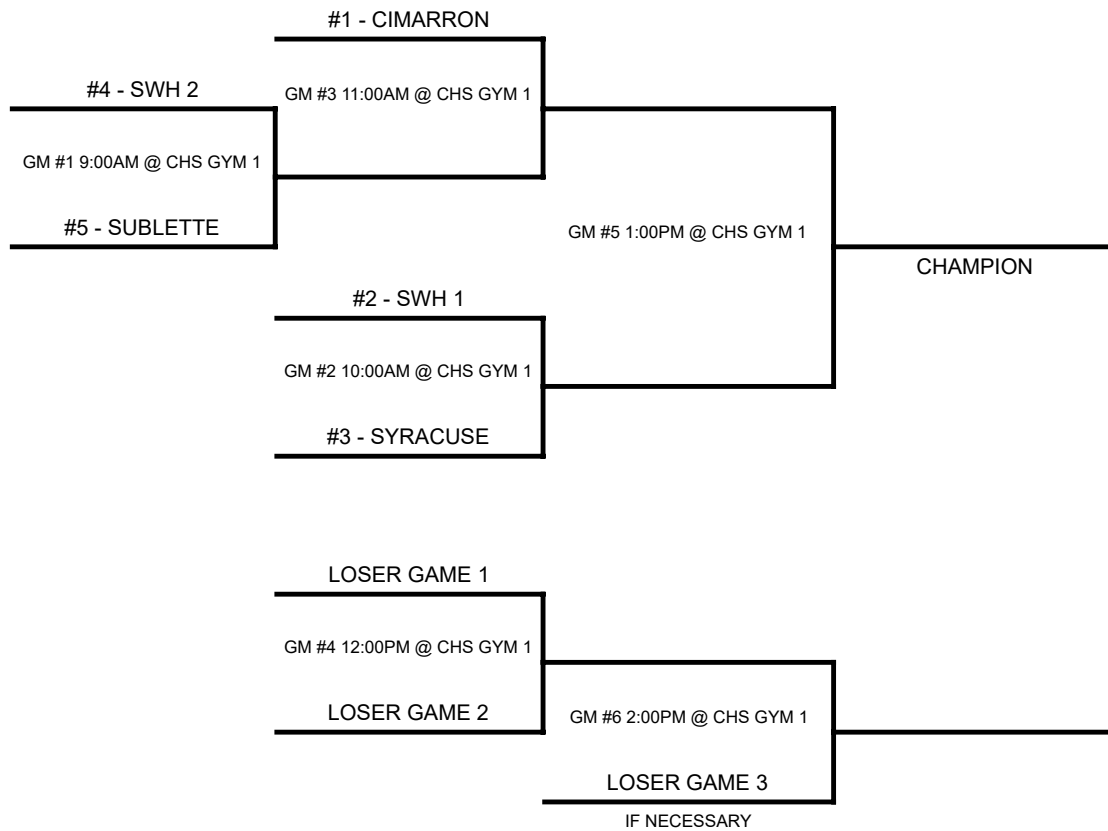 #1 - CIMARRON
#4 - SWH 2
GM #3 11:00AM @ CHS GYM 1
GM #1 9:00AM @ CHS GYM 1
#5 - SUBLETTE
GM #5 1:00PM @ CHS GYM 1
CHAMPION
#2 - SWH 1
GM #2 10:00AM @ CHS GYM 1
#3 - SYRACUSE
LOSER GAME 1
GM #4 12:00PM @ CHS GYM 1
LOSER GAME 2
GM #6 2:00PM @ CHS GYM 1
LOSER GAME 3
IF NECESSARY